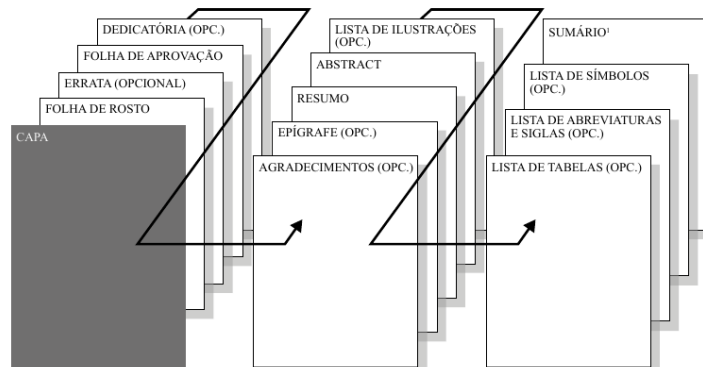 DEDICATÓRIA (OPC.)
FOLHA DE APROVAÇÃO
ERRATA (OPCIONAL)
FOLHA DE ROSTO
CAPA
LISTA DE ILUSTRAÇÕES
(OPC.)
ABSTRACT
RESUMO
EPÍGRAFE (OPC.)
AGRADECIMENTOS (OPC.)
SUMÁRIO¹
LISTA DE SÍMBOLOS
(OPC.)
LISTA DE ABREVIATURAS
E SIGLAS (OPC.)
LISTA DE TABELAS (OPC.)